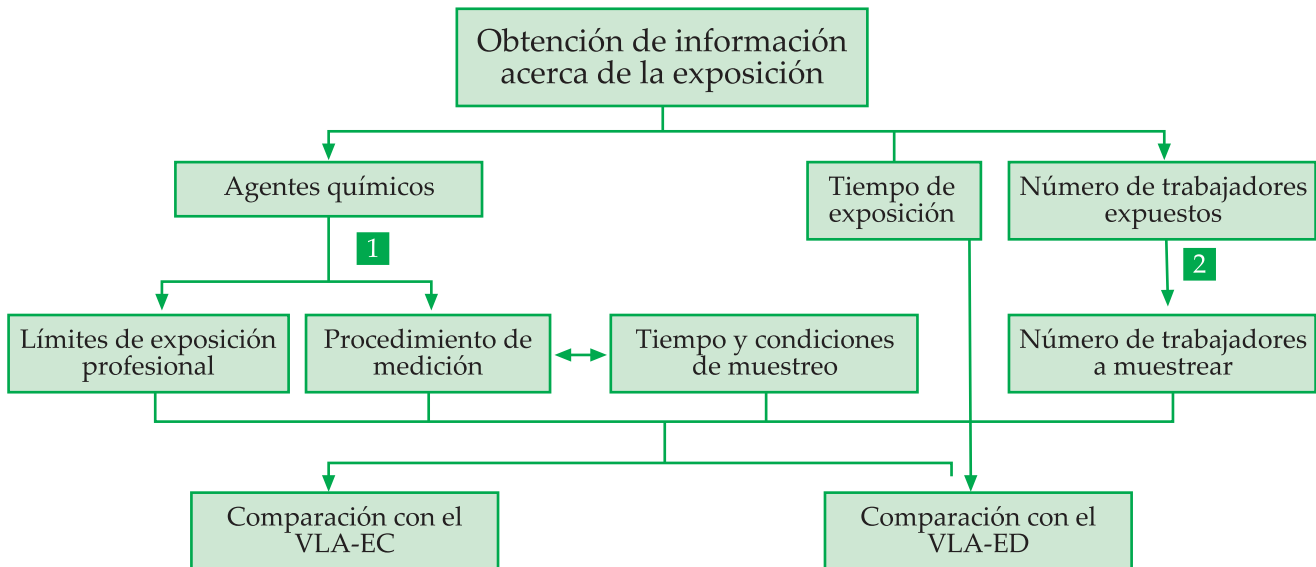 Obtención de información
acerca de la exposición
Agentes químicos
Tiempo de
exposición
Número de trabajadores
expuestos
1
2
Límites de exposición
profesional
Procedimiento de
medición
Tiempo y condiciones
de muestreo
Número de trabajadores
a muestrear
Comparación con el
VLA-EC
Comparación con el
VLA-ED